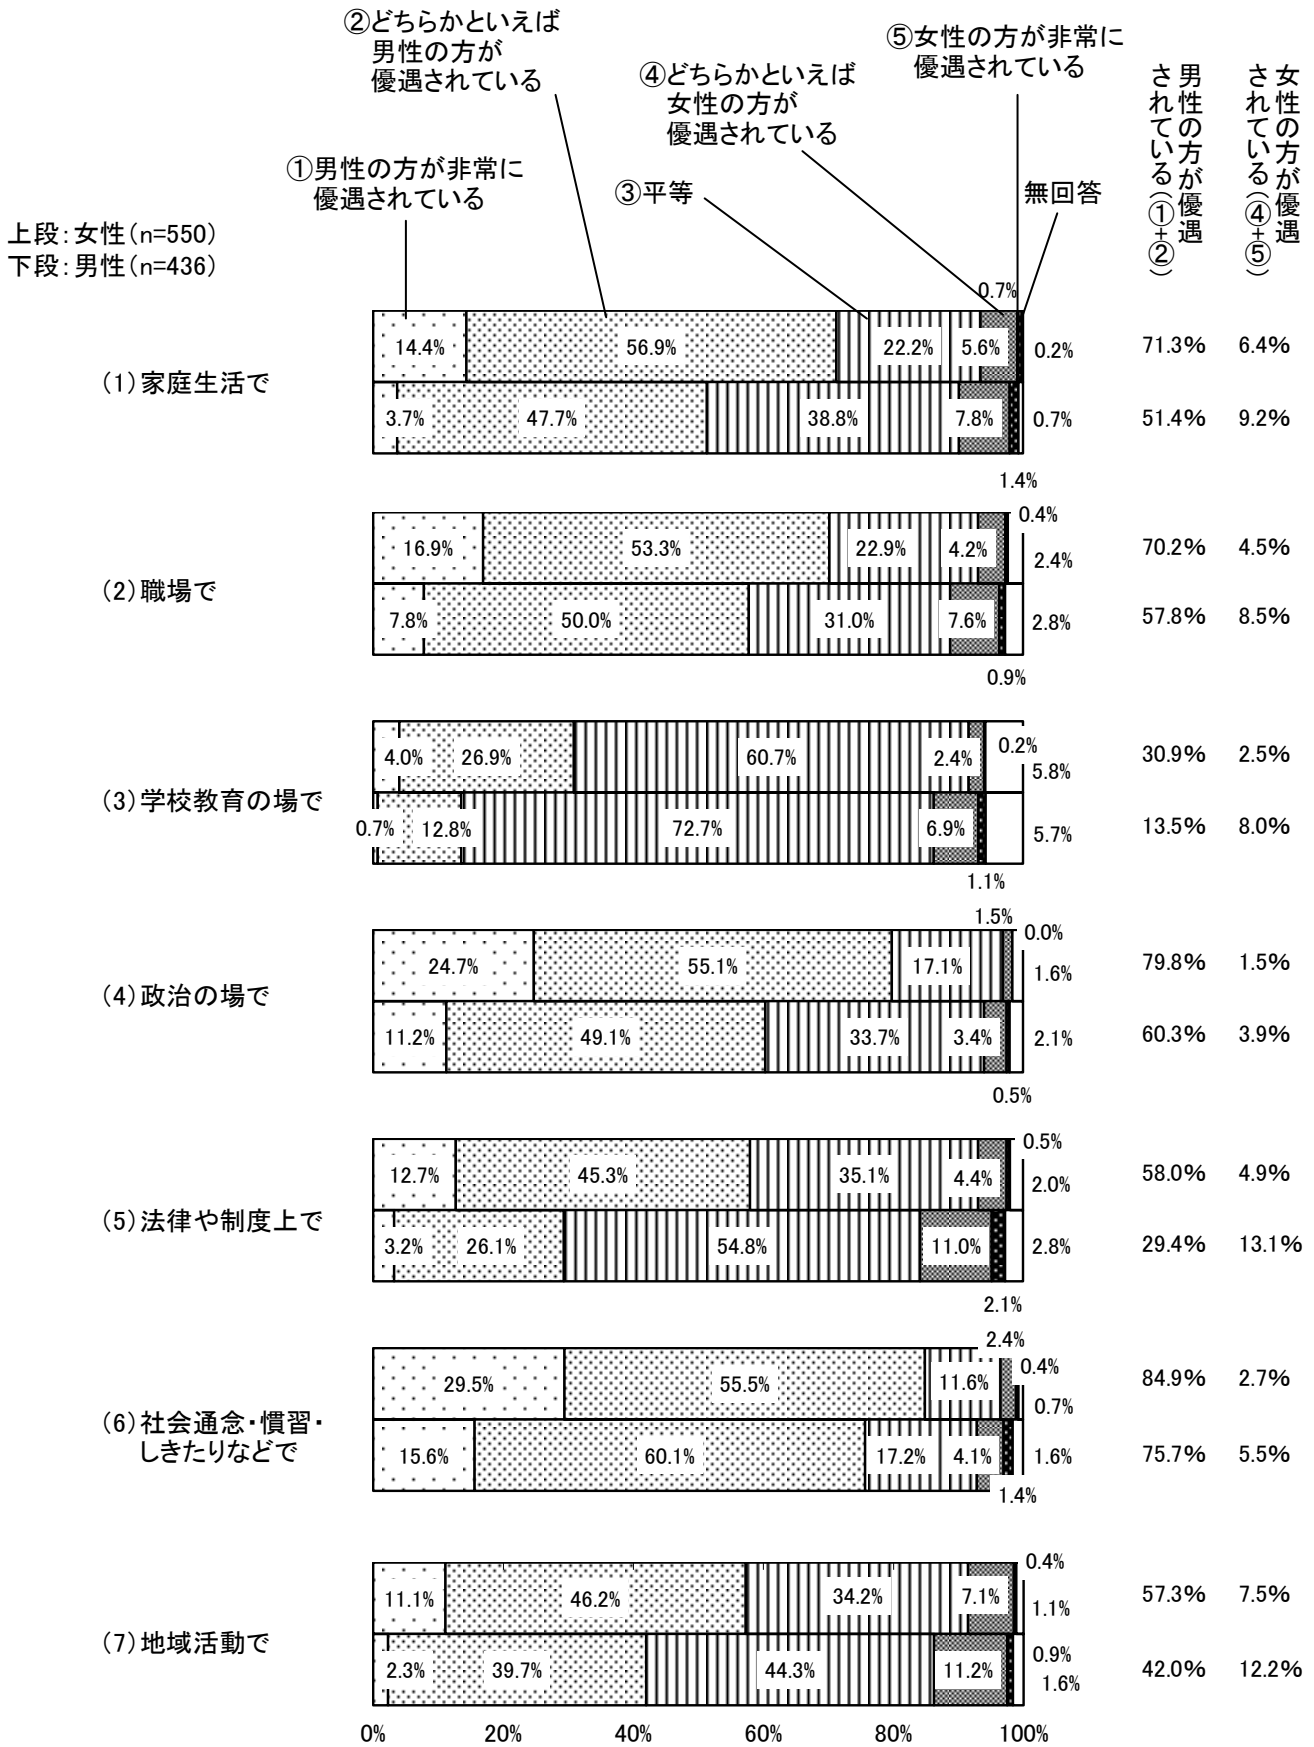 ②どちらかといえば
男性の方が
優遇されている
⑤女性の方が非常に
優遇されている
④どちらかといえば
女性の方が
優遇されている
男性の方が優遇
されている(①+②)
女性の方が優遇
されている(④+⑤)
①男性の方が非常に
優遇されている
③平等
無回答
上段：女性（n=550）
下段：男性（n=436）
0.7%
14.4% 56.9% 22.2% 5.6% 0.2% 71.3% 6.4%
（1）家庭生活で
3.7% 47.7% 38.8% 7.8% 0.7% 51.4% 9.2%
1.4%
0.4%
16.9% 53.3% 22.9% 4.2% 2.4% 70.2% 4.5%
（2）職場で
7.8% 50.0% 31.0% 7.6% 2.8% 57.8% 8.5%
0.9%
4.0% 26.9% 60.7% 2.4% 0.2% 5.8% 30.9% 2.5%
（3）学校教育の場で
0.7% 12.8% 72.7% 6.9% 5.7% 13.5% 8.0%
1.1%
1.5%
0.0%
24.7% 55.1% 17.1% 1.6% 79.8% 1.5%
（4）政治の場で
11.2% 49.1% 33.7% 3.4% 2.1% 60.3% 3.9%
0.5%
0.5%
12.7% 45.3% 35.1% 4.4% 2.0% 58.0% 4.9%
（5）法律や制度上で
3.2% 26.1% 54.8% 11.0% 2.8% 29.4% 13.1%
2.1%
2.4%
0.4%
29.5% 55.5% 11.6% 0.7% 84.9% 2.7%
（6）社会通念・慣習・
しきたりなどで
15.6% 60.1% 17.2% 4.1% 1.6% 75.7% 5.5%
1.4%
0.4%
11.1% 46.2% 34.2% 7.1% 1.1% 57.3% 7.5%
（7）地域活動で
0.9%
2.3% 39.7% 44.3% 11.2% 1.6% 42.0% 12.2%
0% 20% 40% 60% 80% 100%